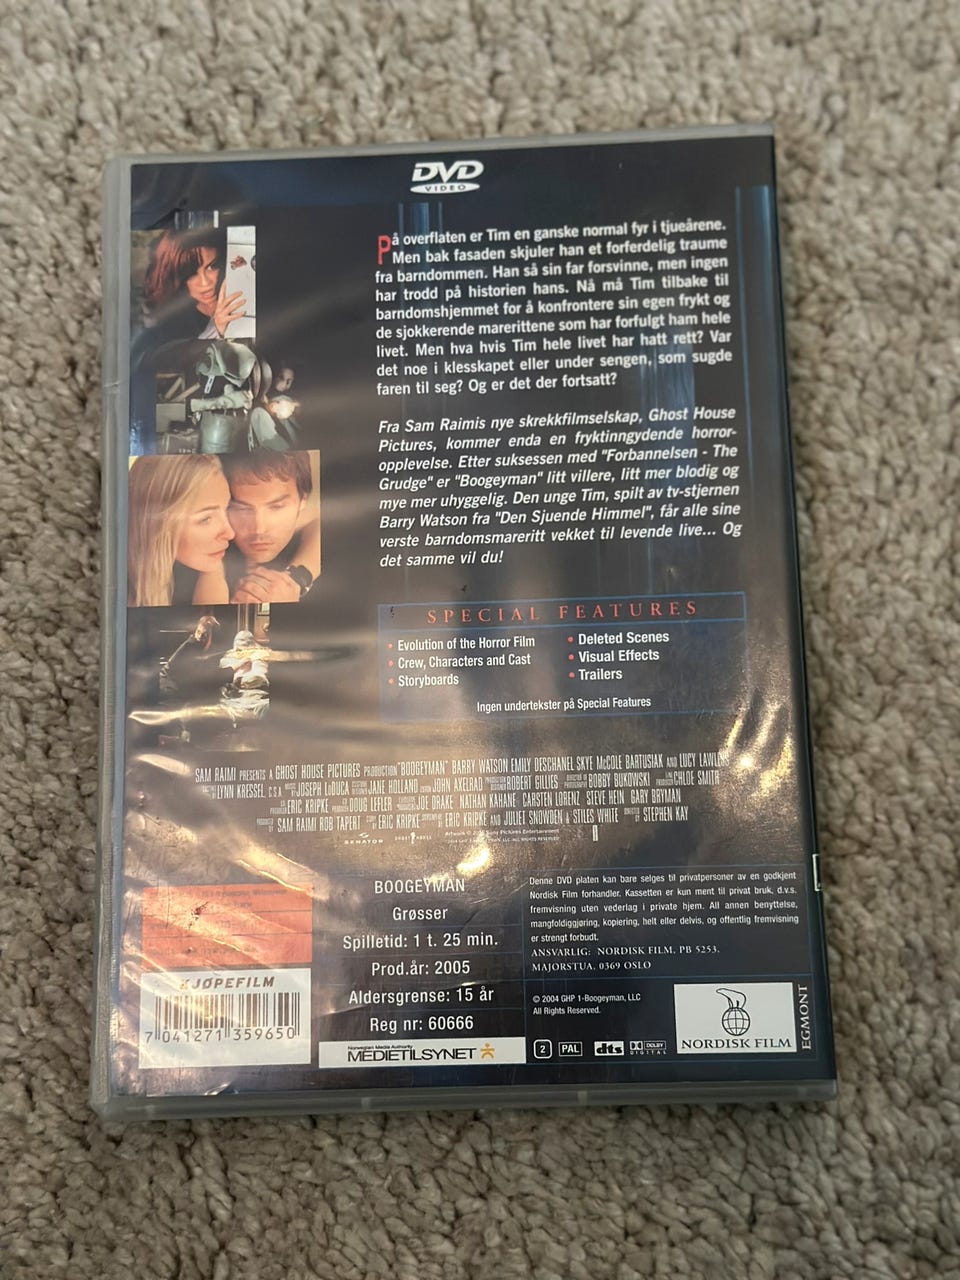 DVD
VIDEO
På overflaten er Tim en ganske normal fyr i tjueårene.
Men bak fasaden skjuler han et forferdelig traume
fra barndommen. Han så sin far forsvinne, men ingen
har trodd på historien hans. Nå må Tim tilbake til
barndomshjemmet for å konfrontere sin egen frykt og
de sjokkerende marerittene som har forfulgt ham hele
livet. Men hva hvis Tim hele livet har hatt rett? Var
det noe i klesskapet eller under sengen, som sugde
faren til seg? Og er det der fortsatt?
Fra Sam Raimis nye skrekkfilmselskap, Ghost House
Pictures, kommer enda en fryktinngydende horror-
opplevelse. Etter suksessen med "Forbannelsen - The
Grudge" er "Boogeyman" litt villere, litt mer blodig og
mye mer uhyggelig. Den unge Tim, spilt av tv-stjernen
Barry Watson fra "Den Sjuende Himmel", får alle sine
verste barndomsmareritt vekket til levende live... Og
det samme vil du!
SPECIAL FEATURES
• Evolution of the Horror Film
• Crew, Characters and Cast
• Storyboards
• Deleted Scenes
• Visual Effects
• Trailers
Ingen undertekster på Special Features
SAM RAIMI PRESENTS A GHOST HOUSE PICTURES PRODUCTION "BOOGEYMAN" BARRY WATSON EMILY DESCHANEL SKYE McCOLE BARTUSIAK AND LUCY
LYNN KRESSEL, C.S.A. JOSEPH LoDUCA JANE HOLLAND JOHN AXELRAD ROBERT GILLIES BOBBY BUKOWSKI CHLOE SMITH
ERIC KRIPKE DOUG LEFLER JOE DRAKE NATHAN KAHANE CARSTEN LORENZ STEVE HEIN GARY BRYMAN
SAM RAIMI ROB TAPERT ERIC KRIPKE ERIC KRIPKE AND JULIET SNOWDEN & STILES WHITE STEPHEN KAY
SENATOR GHOST HOUSE
BOOGEYMAN
Grøsser
Spilletid: 1 t. 25 min.
Prod.år: 2005
Aldersgrense: 15 år
Reg nr: 60666
Norwegian Media Authority
MEDIETILSYNET
Denne DVD platen kan bare selges til privatpersoner av en godkjent
Nordisk Film forhandler. Kassetten er kun ment til privat bruk, d.v.s.
fremvisning uten vederlag i private hjem. All annen benyttelse,
mangfoldiggjøring, kopiering, helt eller delvis, og offentlig fremvisning
er strengt forbudt.
ANSVARLIG: NORDISK FILM, PB 5253,
MAJORSTUA, 0369 OSLO
© 2004 GHP 1-Boogeyman, LLC
All Rights Reserved.
2 PAL dts DOLBY DIGITAL
NORDISK FILM
EGMONT
KJØPEFILM
7 041271 359650